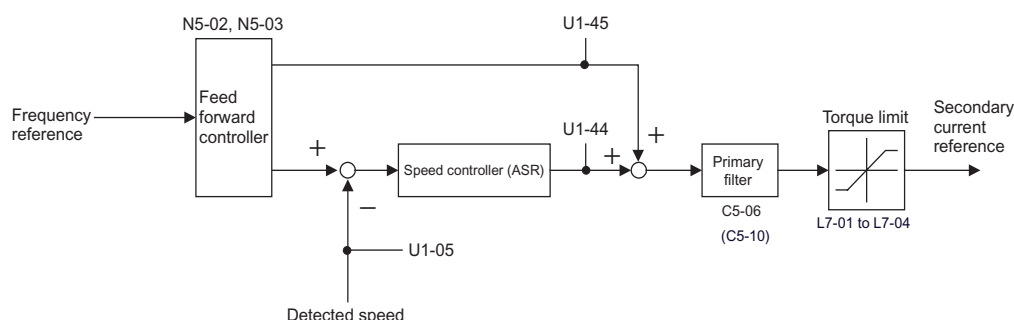 N5-02, N5-03
U1-45
Feed
forward
controller
Frequency
reference
+
−
Speed controller (ASR)
U1-44
+
+
Primary
filter
C5-06
(C5-10)
Torque limit
L7-01 to L7-04
Secondary
current
reference
U1-05
Detected speed